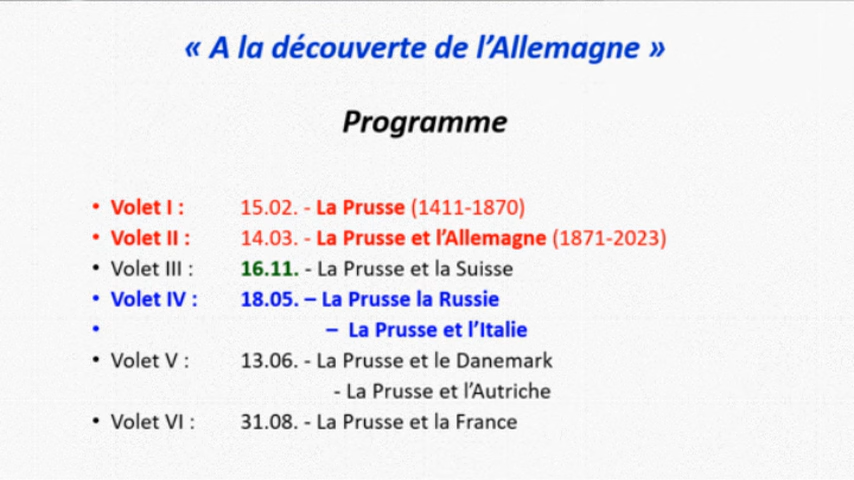 « A la découverte de l’Allemagne »
Programme
• Volet I : 15.02. - La Prusse (1411-1870)
• Volet II : 14.03. - La Prusse et l’Allemagne (1871-2023)
• Volet III : 16.11. - La Prusse et la Suisse
• Volet IV : 18.05. – La Prusse la Russie
• – La Prusse et l’Italie
• Volet V : 13.06. - La Prusse et le Danemark
- La Prusse et l’Autriche
• Volet VI : 31.08. - La Prusse et la France